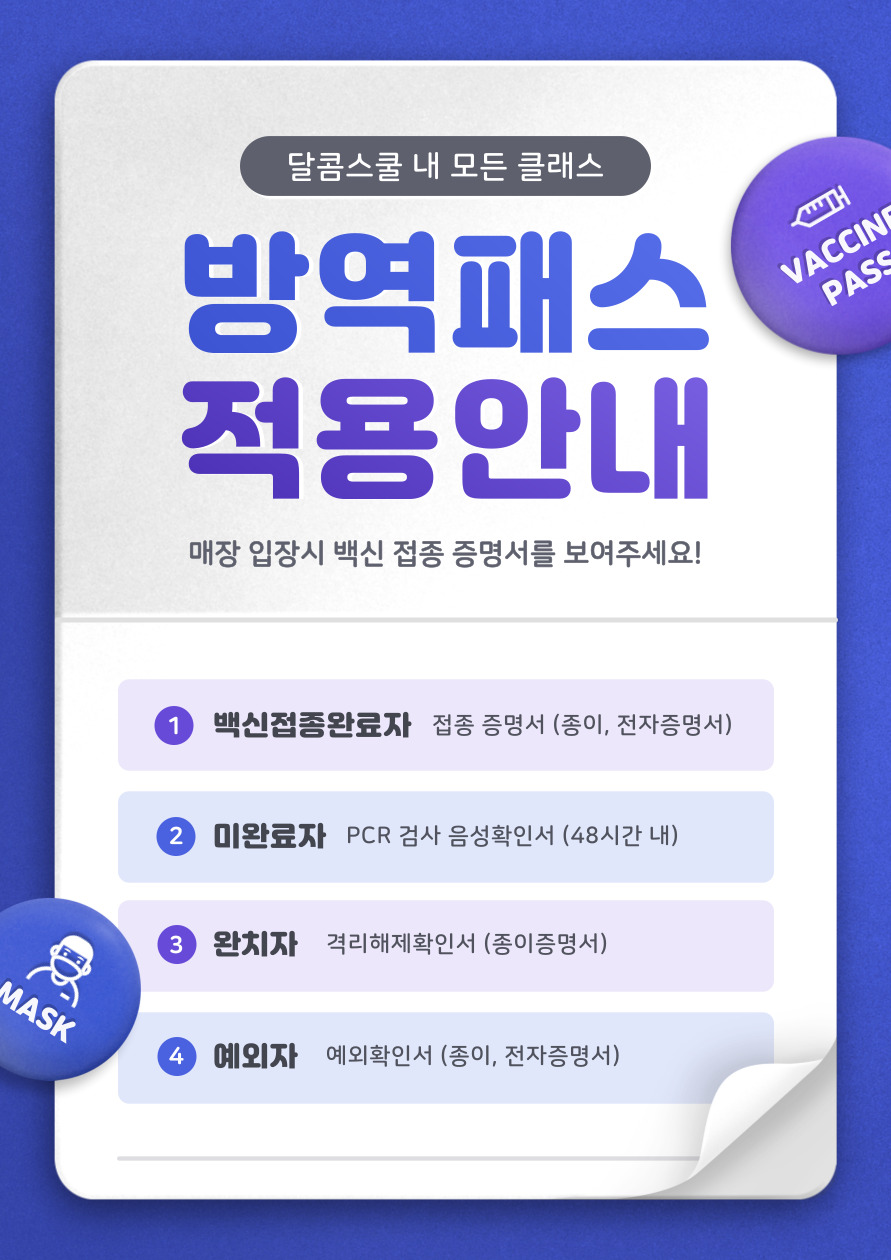 달콤스쿨 내 모든 클래스
방역패스
적용안내
매장 입장시 백신 접종 증명서를 보여주세요!
VACCINE
PASS
1 백신접종완료자 접종 증명서 (종이, 전자증명서)
2 미완료자 PCR 검사 음성확인서 (48시간 내)
3 완치자 격리해제확인서 (종이증명서)
4 예외자 예외확인서 (종이, 전자증명서)
MASK